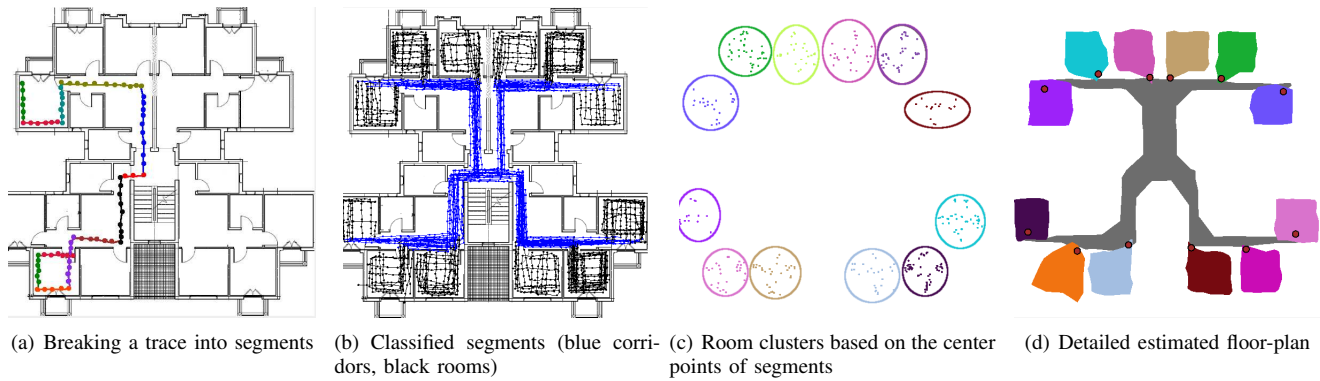 (a) Breaking a trace into segments
(b) Classified segments (blue corri-
dors, black rooms)
(c) Room clusters based on the center
points of segments
(d) Detailed estimated floor-plan